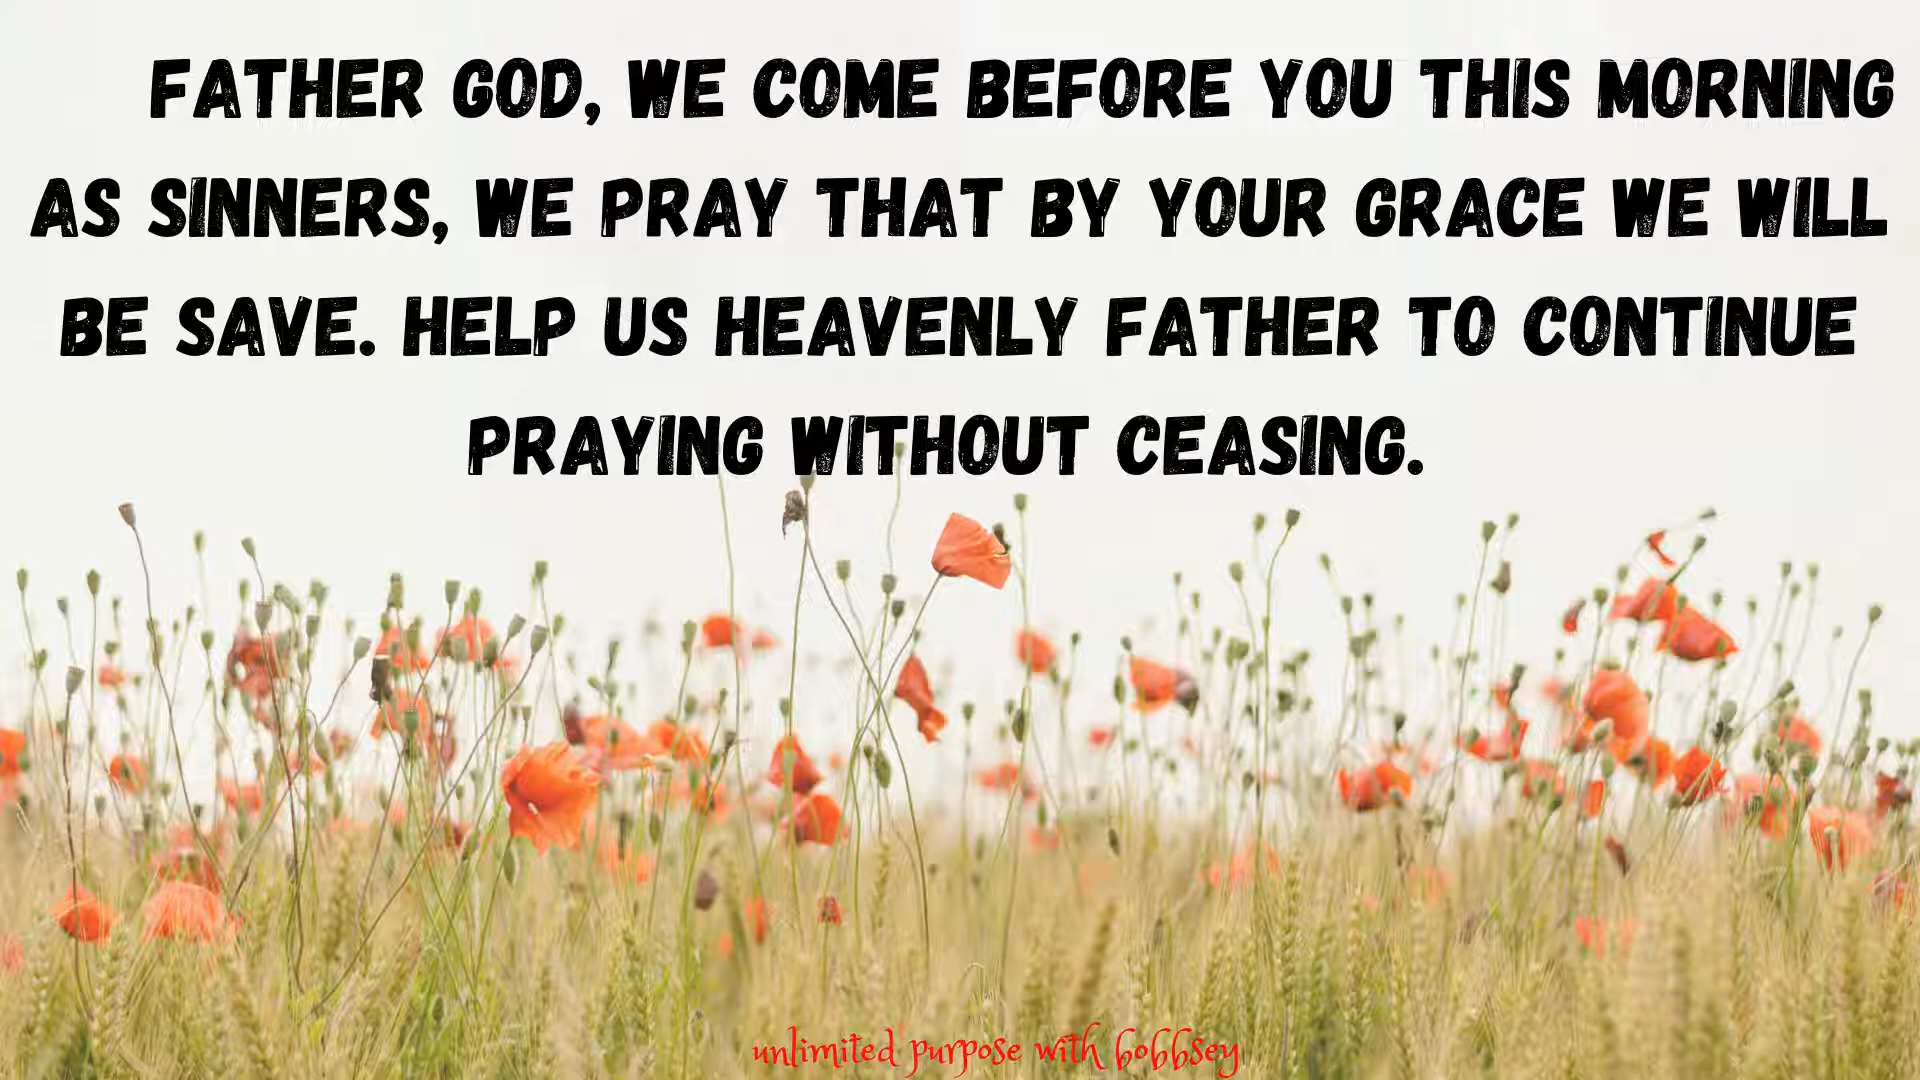 FATHER GOD, WE COME BEFORE YOU THIS MORNING
AS SINNERS, WE PRAY THAT BY YOUR GRACE WE WILL
BE SAVE. HELP US HEAVENLY FATHER TO CONTINUE
PRAYING WITHOUT CEASING.
unlimited purpose with bobbsey